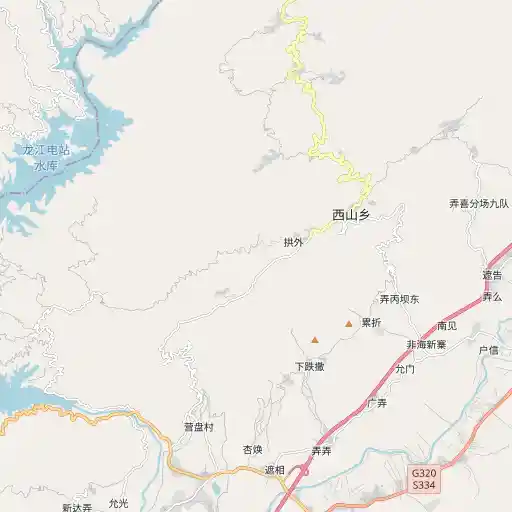 龙江电站
水库
西山乡
弄喜分场九队
拱外
遮告
弄么
弄丙坝东
累折
南见
非海新寨
户信
下跌撒
允门
广弄
营盘村
杏焕
弄弄
遮相
G320
S334
允光
新达弄